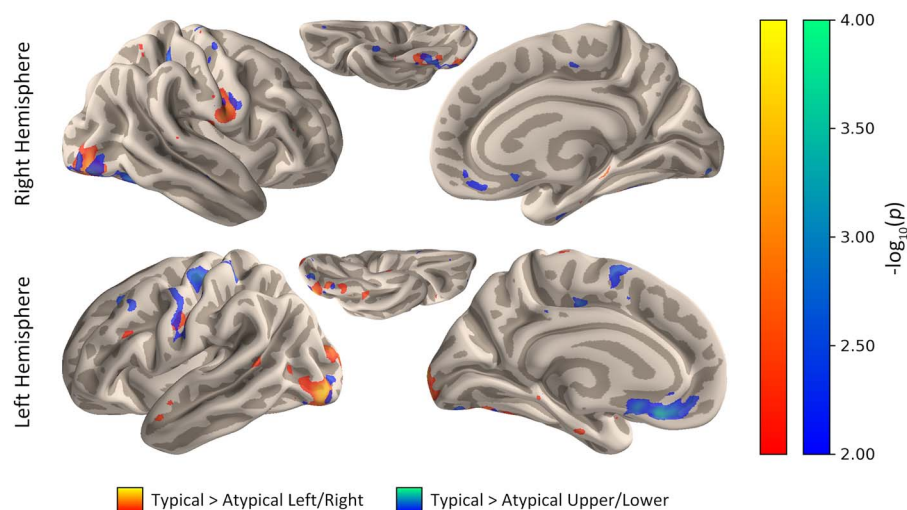 Right Hemisphere
Left Hemisphere
4.00
3.50
3.00
2.50
2.00
-log10(p)
Typical > Atypical Left/Right
Typical > Atypical Upper/Lower